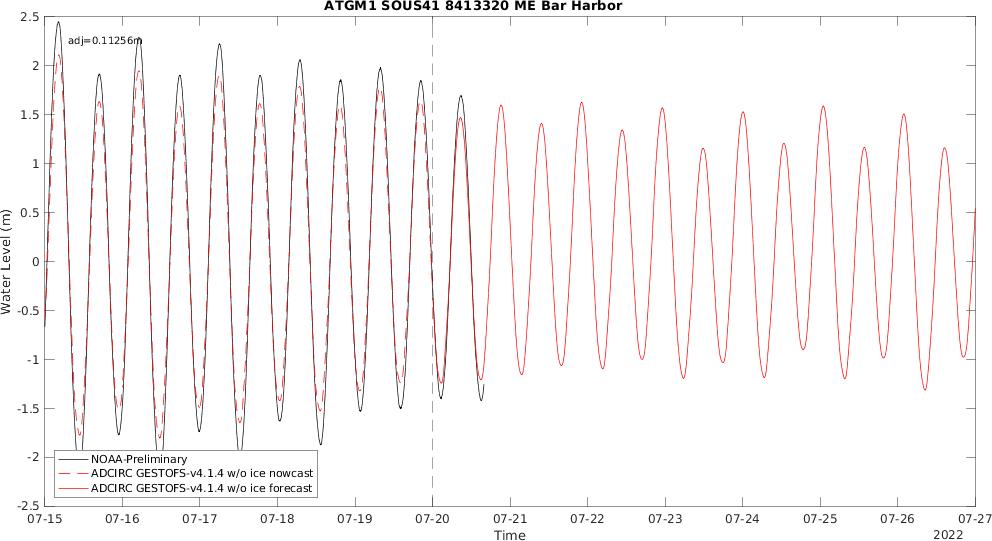 ATGM1 SOUS41 8413320 ME Bar Harbor
adj=0.11256m
2.5
2
1.5
1
0.5
0
-0.5
-1
-1.5
-2
-2.5
Water Level (m)
NOAA-Preliminary
ADCIRC GESTOFS-v4.1.4 w/o ice nowcast
ADCIRC GESTOFS-v4.1.4 w/o ice forecast
07-15 07-16 07-17 07-18 07-19 07-20 07-21 07-22 07-23 07-24 07-25 07-26 07-27
Time
2022